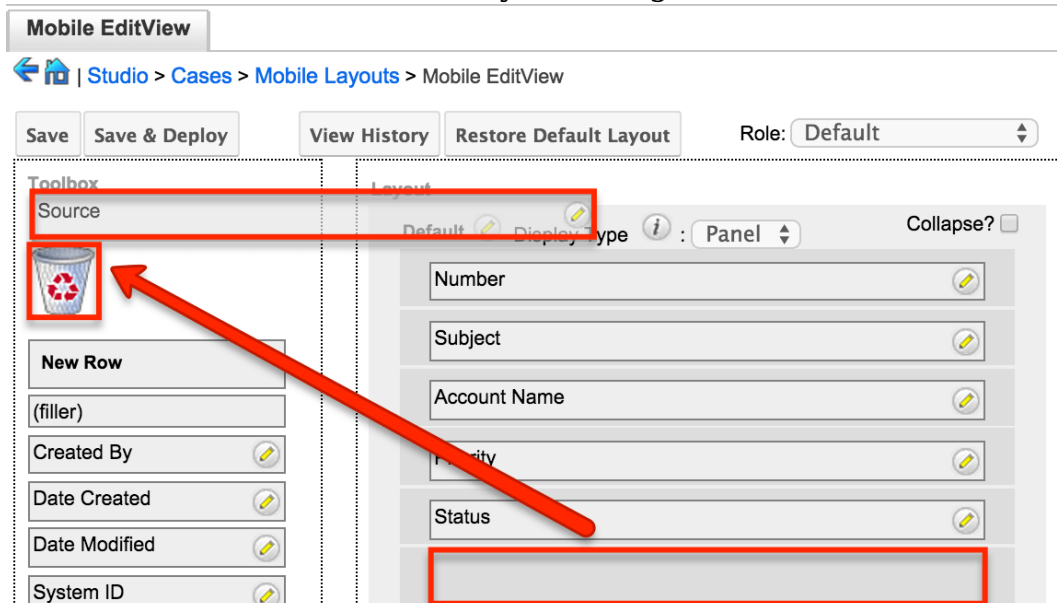 Mobile EditView
| Studio > Cases > Mobile Layouts > Mobile EditView
Save Save & Deploy View History Restore Default Layout Role: Default
Toolbox
Source
New Row
(filler)
Created By
Date Created
Date Modified
System ID
Layout
Default Display Type i : Panel Collapse?
Number
Subject
Account Name
Priority
Status